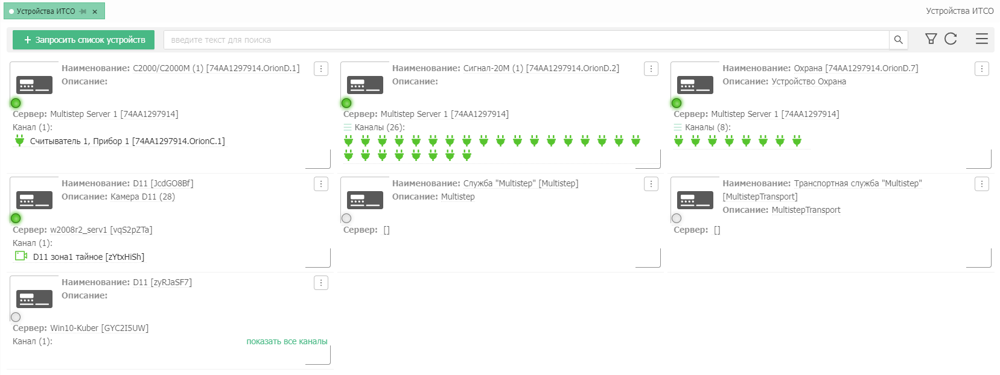 Устройства ИТСО
Устройства ИТСО
Запросить список устройств
введите текст для поиска
Наименование: С2000/С2000М (1) [74AA1297914.OrionD.1]
Описание:
Сервер: Multistep Server 1 [74AA1297914]
Канал (1):
Считыватель 1, Прибор 1 [74AA1297914.OrionC.1]
Наименование: Сигнал-20М (1) [74AA1297914.OrionD.2]
Описание:
Сервер: Multistep Server 1 [74AA1297914]
Каналы (26):
Наименование: Охрана [74AA1297914.OrionD.7]
Описание: Устройство Охрана
Сервер: Multistep Server 1 [74AA1297914]
Каналы (8):
Наименование: D11 [JcdGO8Bf]
Описание: Камера D11 (28)
Сервер: w2008r2_serv1 [vqS2pZTa]
Канал (1):
D11 зона1 тайное [zYtxHiSh]
Наименование: Служба "Multistep" [Multistep]
Описание: Multistep
Сервер: []
Наименование: Транспортная служба "Multistep"
[MultistepTransport]
Описание: MultistepTransport
Сервер: []
Наименование: D11 [zyRJaSF7]
Описание:
Сервер: Win10-Kuber [GYC2I5UW]
Канал (1):
показать все каналы